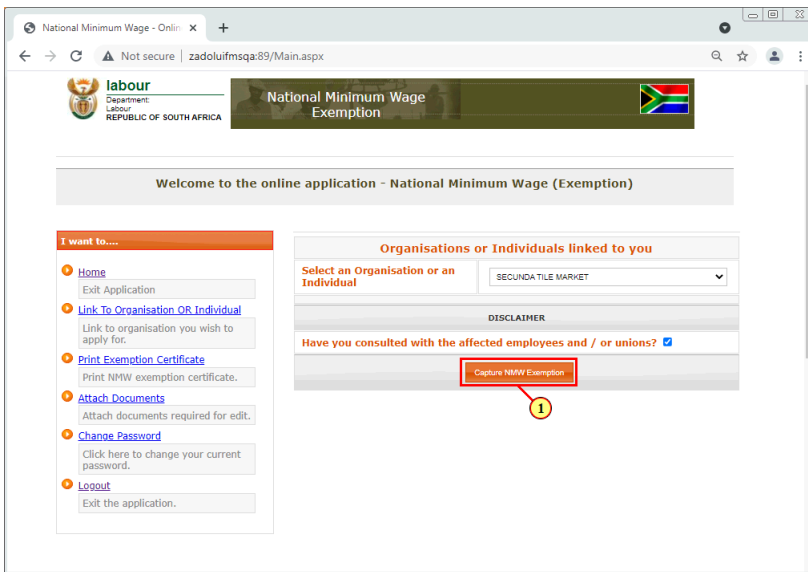 National Minimum Wage - Onlin
Not secure | zadoluifmsqa:89/Main.aspx
labour
Department:
Labour
REPUBLIC OF SOUTH AFRICA
National Minimum Wage
Exemption
Welcome to the online application - National Minimum Wage (Exemption)
I want to....
Home
Exit Application
Link To Organisation OR Individual
Link to organisation you wish to
apply for.
Print Exemption Certificate
Print NMW exemption certificate.
Attach Documents
Attach documents required for edit.
Change Password
Click here to change your current
password.
Logout
Exit the application.
Organisations or Individuals linked to you
Select an Organisation or an
Individual
SECUNDA TILE MARKET
DISCLAIMER
Have you consulted with the affected employees and / or unions?
Capture NMW Exemption
1